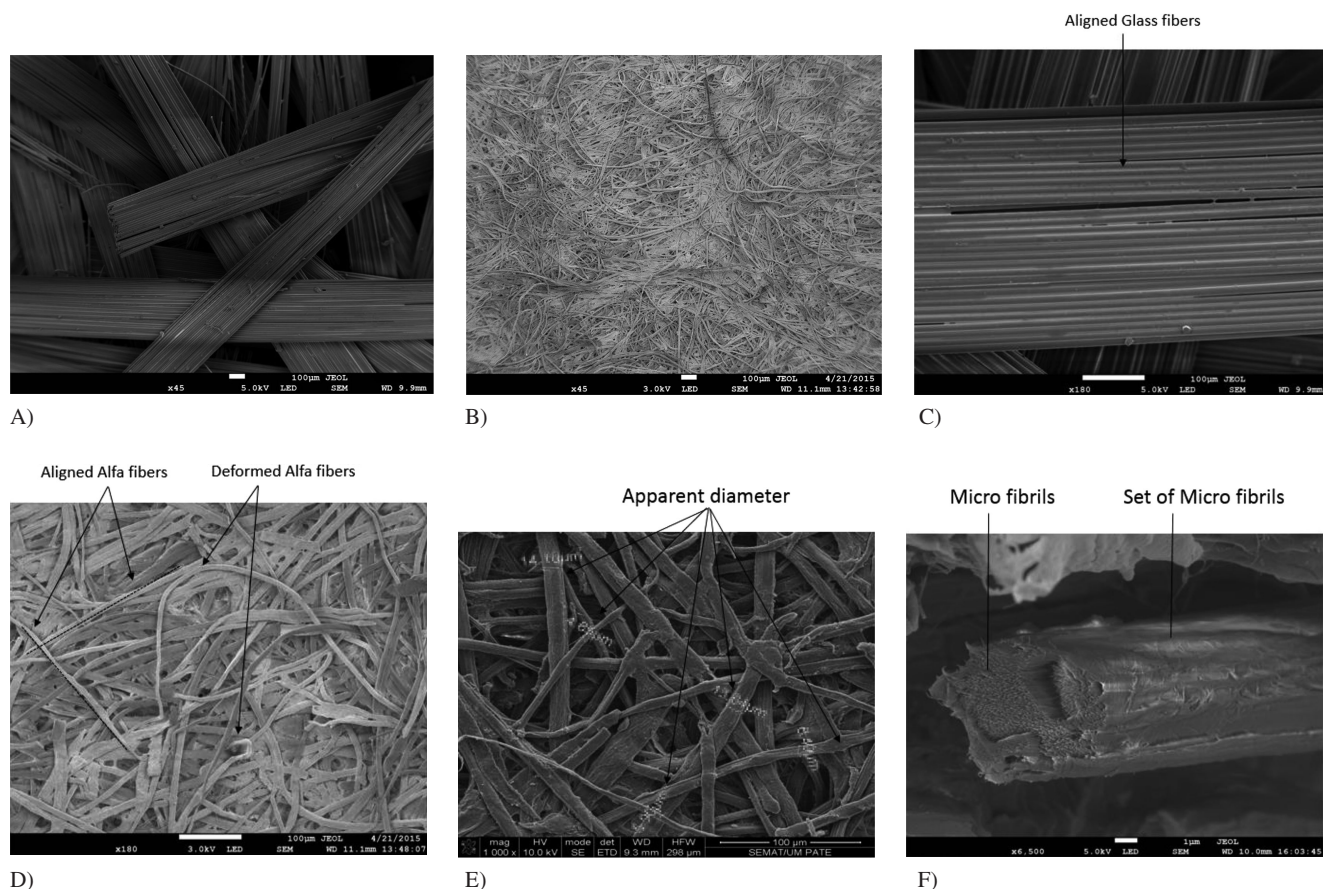 Aligned Glass fibers
100µm JEOL
x45 5.0kV LED SEM WD 9.9mm
100µm JEOL 4/21/2015
x45 3.0kV LED SEM WD 11.1mm 13:42:58
100µm JEOL
x180 5.0kV LED SEM WD 9.9mm
A)
B)
C)
Aligned Alfa fibers
Deformed Alfa fibers
Apparent diameter
Micro fibrils
Set of Micro fibrils
100µm JEOL 4/21/2015
x180 3.0kV LED SEM WD 11.1mm 13:48:07
mag HV mode det WD HFW 100 µm
1 000 x 10.0 kV SE ETD 9.3 mm 298 µm SEMAT/UM PATE
1µm JEOL
x6,500 5.0kV LED SEM WD 10.0mm 16:03:45
D)
E)
F)